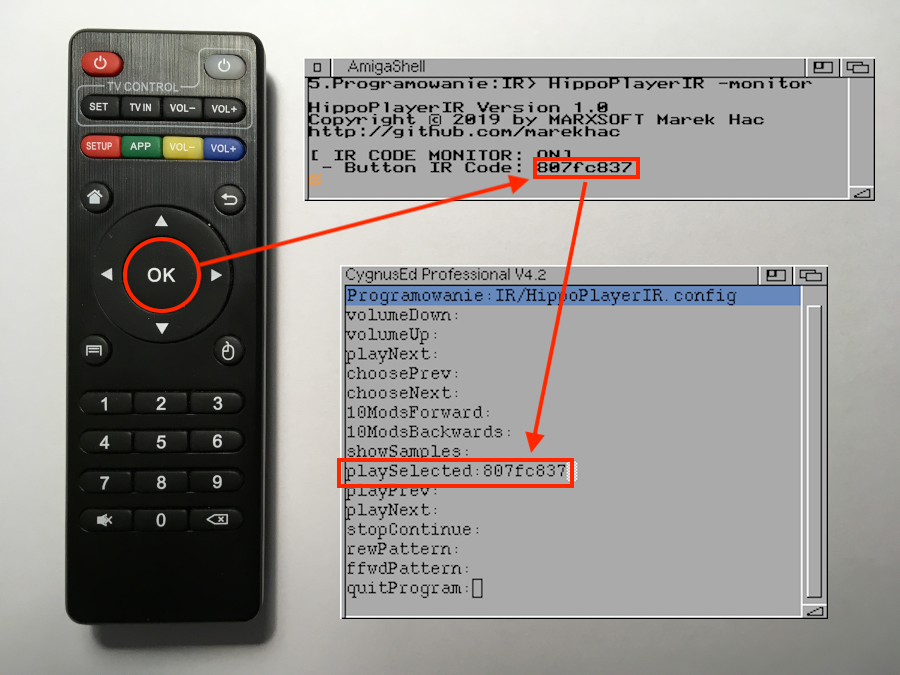 TV CONTROL
SET TV IN VOL− VOL+
SETUP APP VOL− VOL+
OK
1 2 3
4 5 6
7 8 9
0
AmigaShell
5.Programowanie:IR> HippoPlayerIR -monitor
HippoPlayerIR Version 1.0
Copyright © 2019 by MARXSOFT Marek Hac
http://github.com/marekhac
[ IR CODE MONITOR: ON]
- Button IR Code: 807fc837
CygnusEd Professional V4.2
Programowanie:IR/HippoPlayerIR.config
volumeDown:
volumeUp:
playNext:
choosePrev:
chooseNext:
10ModsForward:
10ModsBackwards:
showSamples:
playSelected:807fc837
playPrev:
playNext:
stopContinue:
rewPattern:
ffwdPattern:
quitProgram: